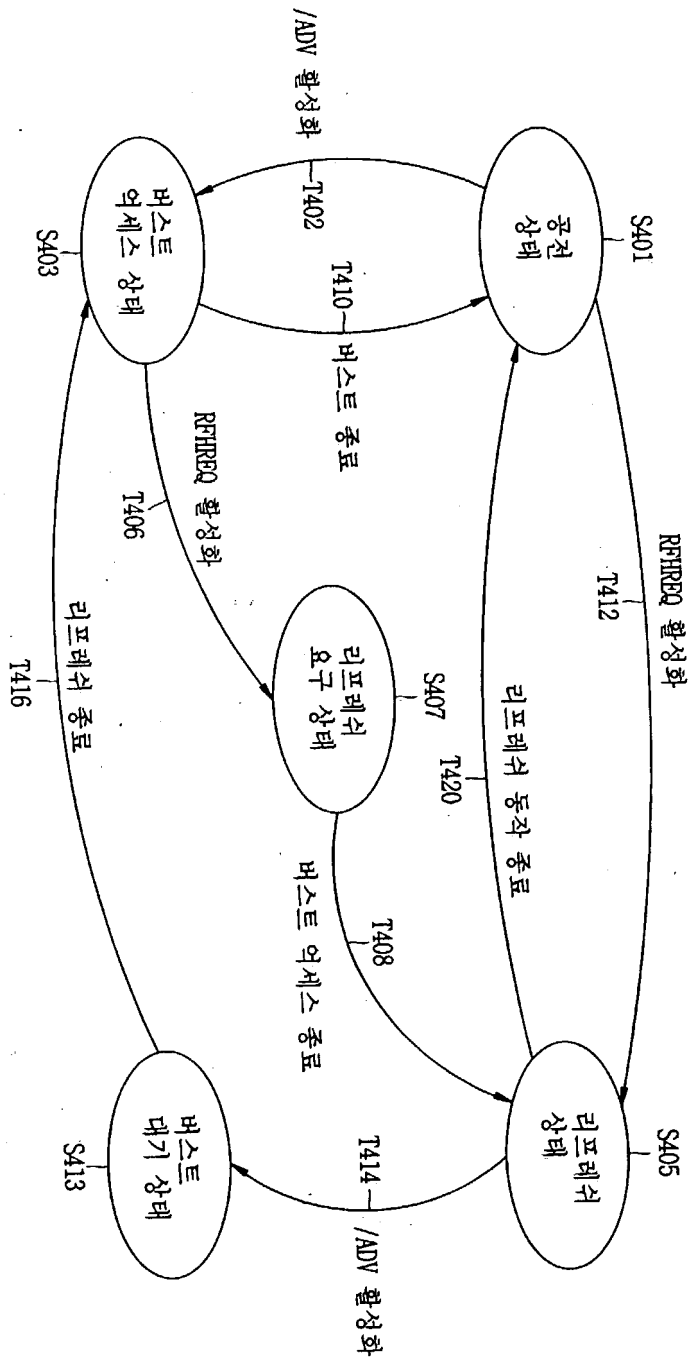 RFHREQ 활성화
S401
T412
S405
공전
상태
리프레쉬
상태
리프레쉬 동작 종료
T420
S407
/ADV 활성화
T402
T410
버스트 종료
리프레쉬
요구 상태
T408
T414
/ADV 활성화
버스트 억세스 종료
RFHREQ 활성화
T406
버스트
억세스 상태
S403
버스트
대기 상태
S413
리프레쉬 종료
T416